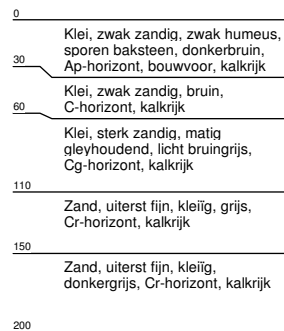 0
Klei, zwak zandig, zwak humeus,
sporen baksteen, donkerbruin,
Ap-horizont, bouwvoor, kalkrijk
30
Klei, zwak zandig, bruin,
C-horizont, kalkrijk
60
Klei, sterk zandig, matig
gleyhoudend, licht bruingrijs,
Cg-horizont, kalkrijk
110
Zand, uiterst fijn, kleiïg, grijs,
Cr-horizont, kalkrijk
150
Zand, uiterst fijn, kleiïg,
donkergrijs, Cr-horizont, kalkrijk
200